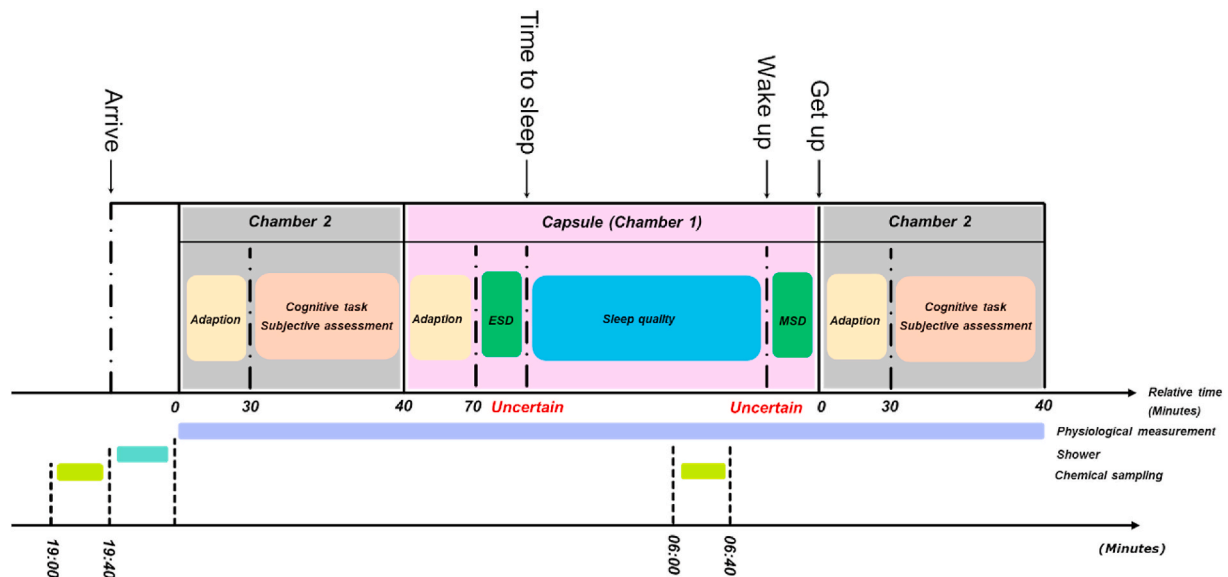 Arrive
Time to sleep
Wake up
Get up
Chamber 2
Capsule (Chamber 1)
Chamber 2
Adaption
Cognitive task
Subjective assessment
Adaption
ESD
Sleep quality
MSD
Adaption
Cognitive task
Subjective assessment
0
30
40
70
Uncertain
Uncertain
0
30
40
Relative time
(Minutes)
Physiological measurement
Shower
Chemical sampling
19:00
19:40
06:00
06:40
(Minutes)